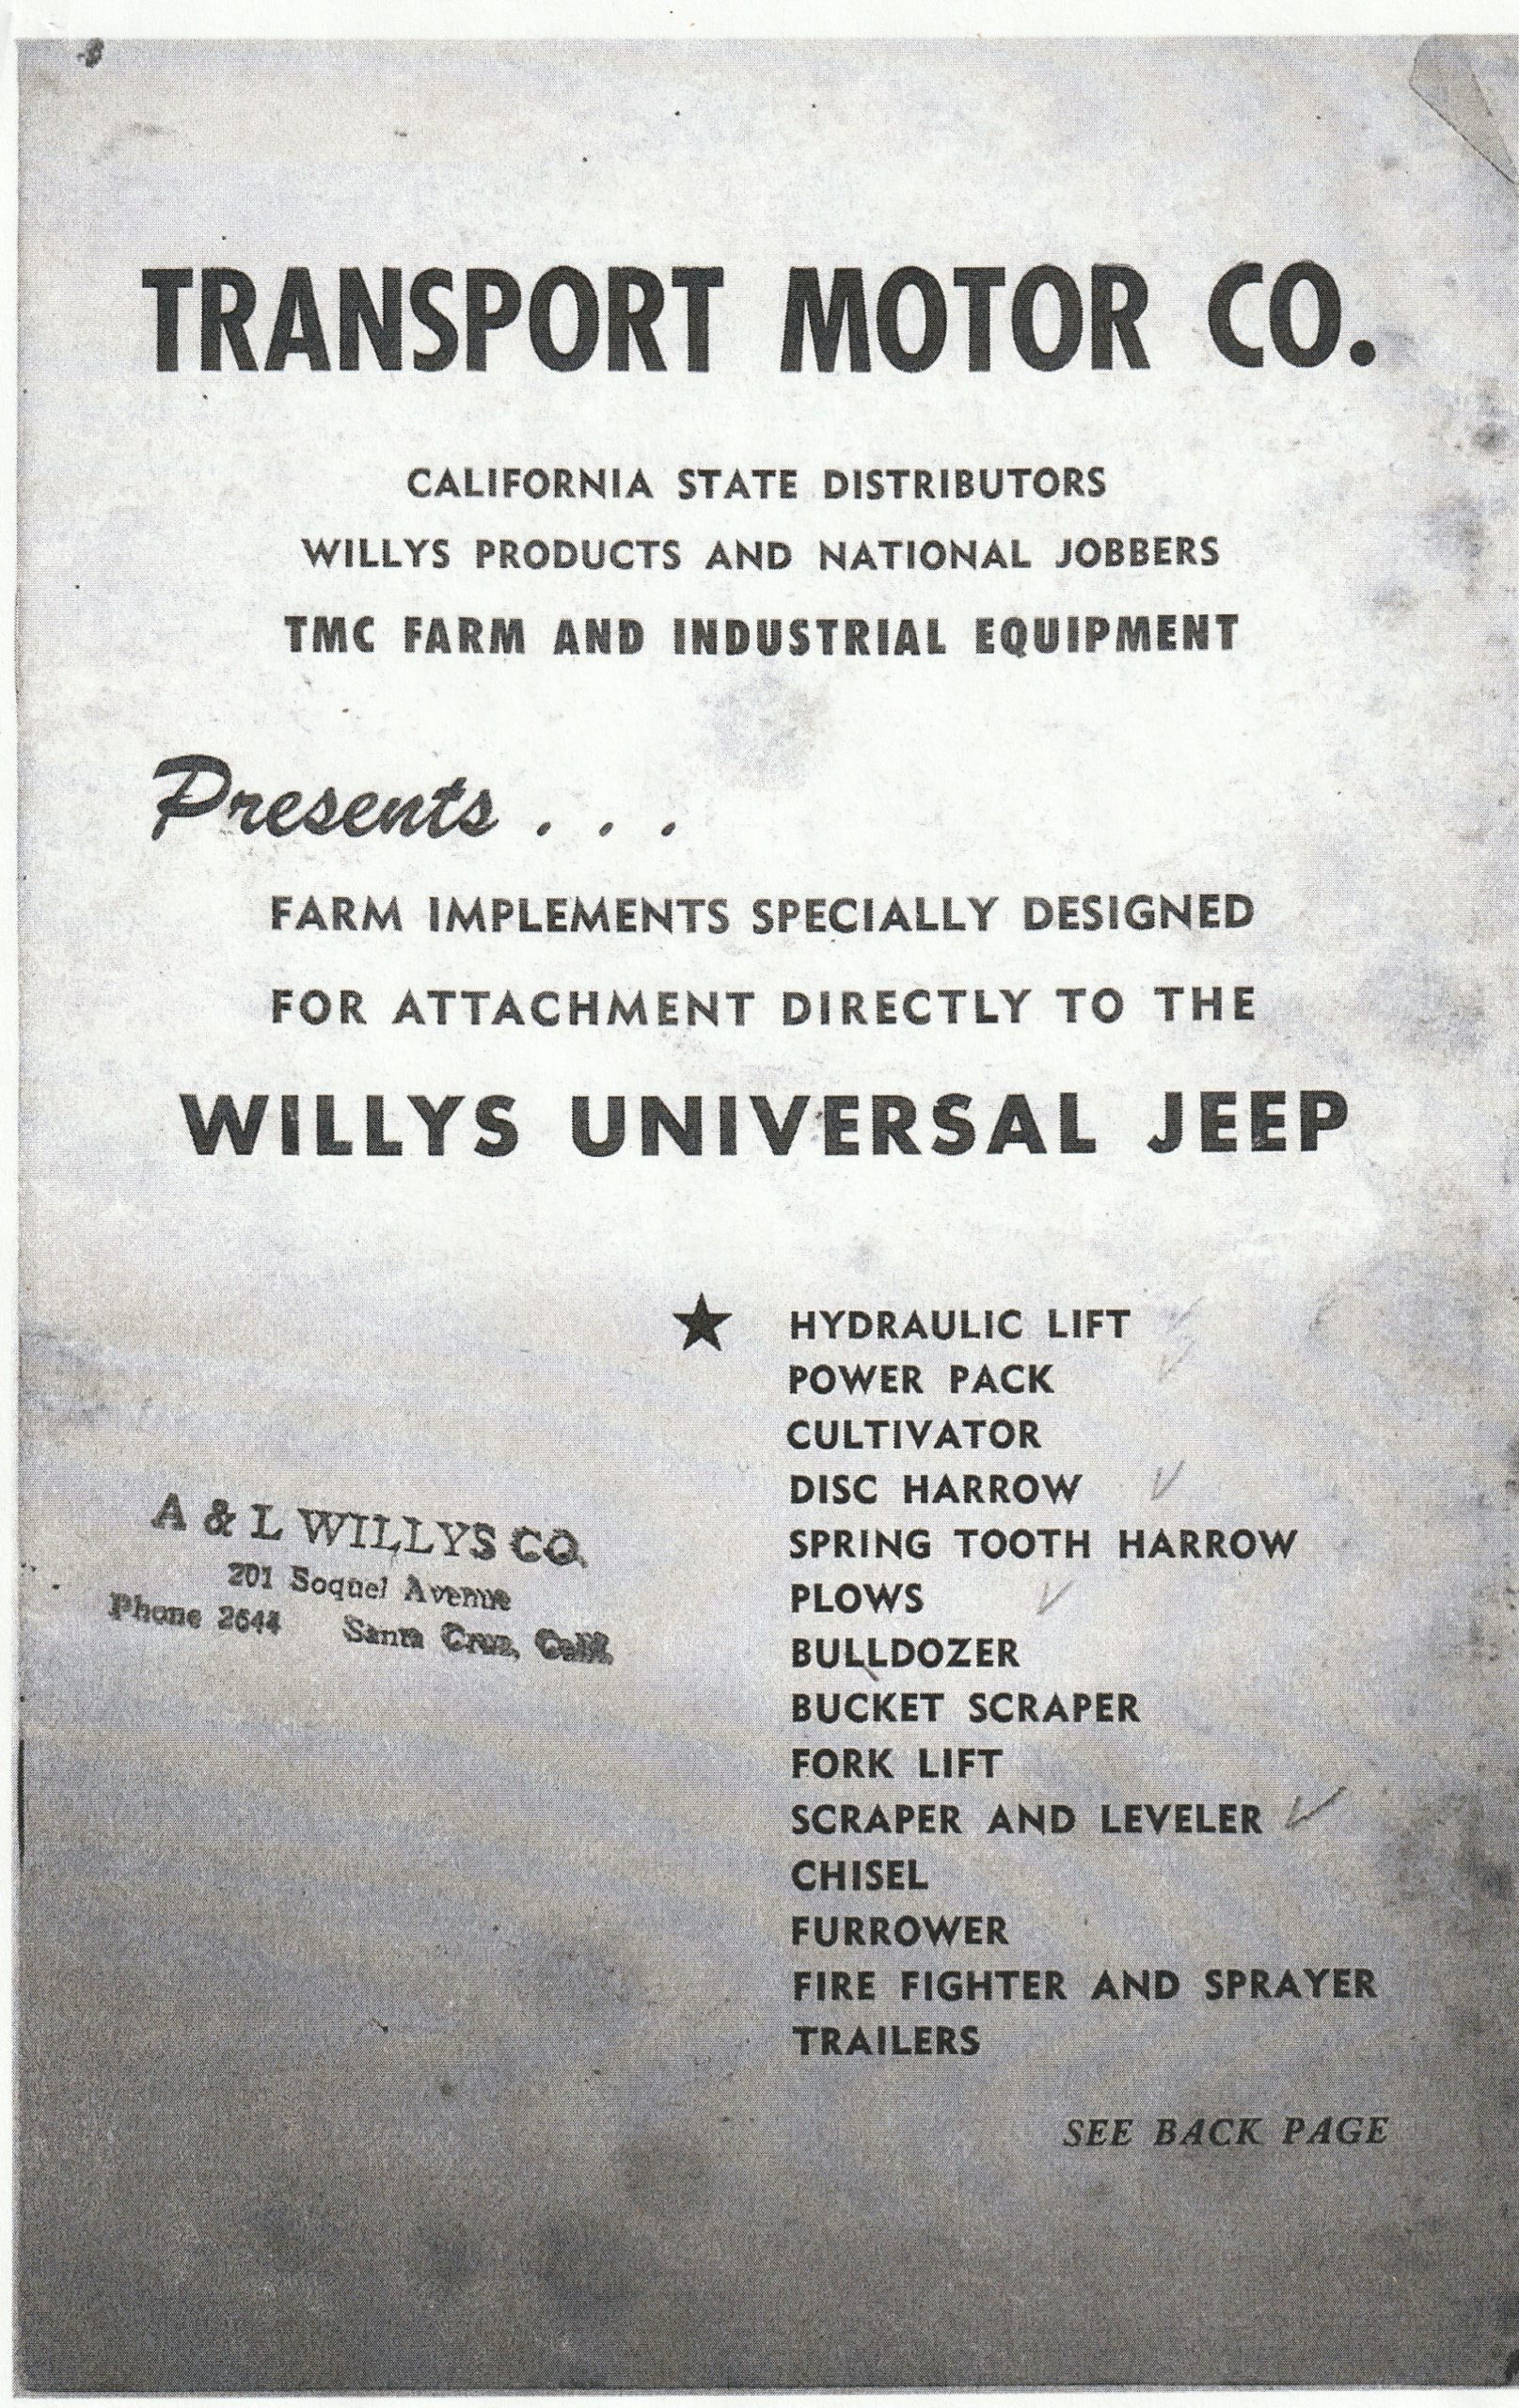 TRANSPORT MOTOR CO.
CALIFORNIA STATE DISTRIBUTORS
WILLYS PRODUCTS AND NATIONAL JOBBERS
TMC FARM AND INDUSTRIAL EQUIPMENT
Presents . . .
FARM IMPLEMENTS SPECIALLY DESIGNED
FOR ATTACHMENT DIRECTLY TO THE
WILLYS UNIVERSAL JEEP
★ HYDRAULIC LIFT
POWER PACK
CULTIVATOR
DISC HARROW
SPRING TOOTH HARROW
PLOWS
BULLDOZER
BUCKET SCRAPER
FORK LIFT
SCRAPER AND LEVELER
CHISEL
FURROWER
FIRE FIGHTER AND SPRAYER
TRAILERS
A & L WILLYS CO.
201 Soquel Avenue
Phone 2644 Santa Cruz, Calif.
SEE BACK PAGE